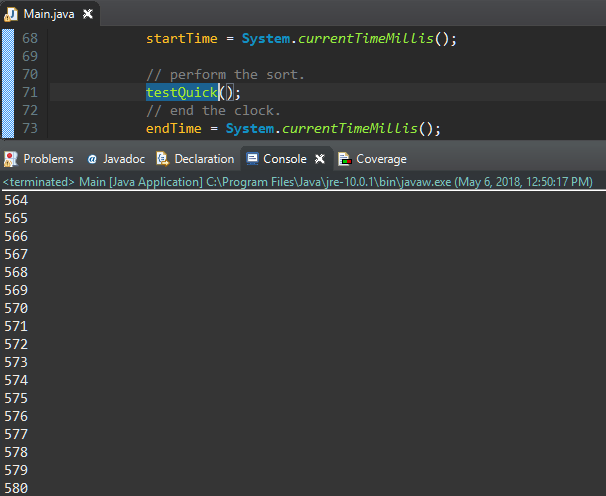 Main.java
68 startTime = System.currentTimeMillis();
69
70 // perform the sort.
71 testQuick();
72 // end the clock.
73 endTime = System.currentTimeMillis();
Problems @ Javadoc Declaration Console Coverage
<terminated> Main [Java Application] C:\Program Files\Java\jre-10.0.1\bin\javaw.exe (May 6, 2018, 12:50:17 PM)
564
565
566
567
568
569
570
571
572
573
574
575
576
577
578
579
580